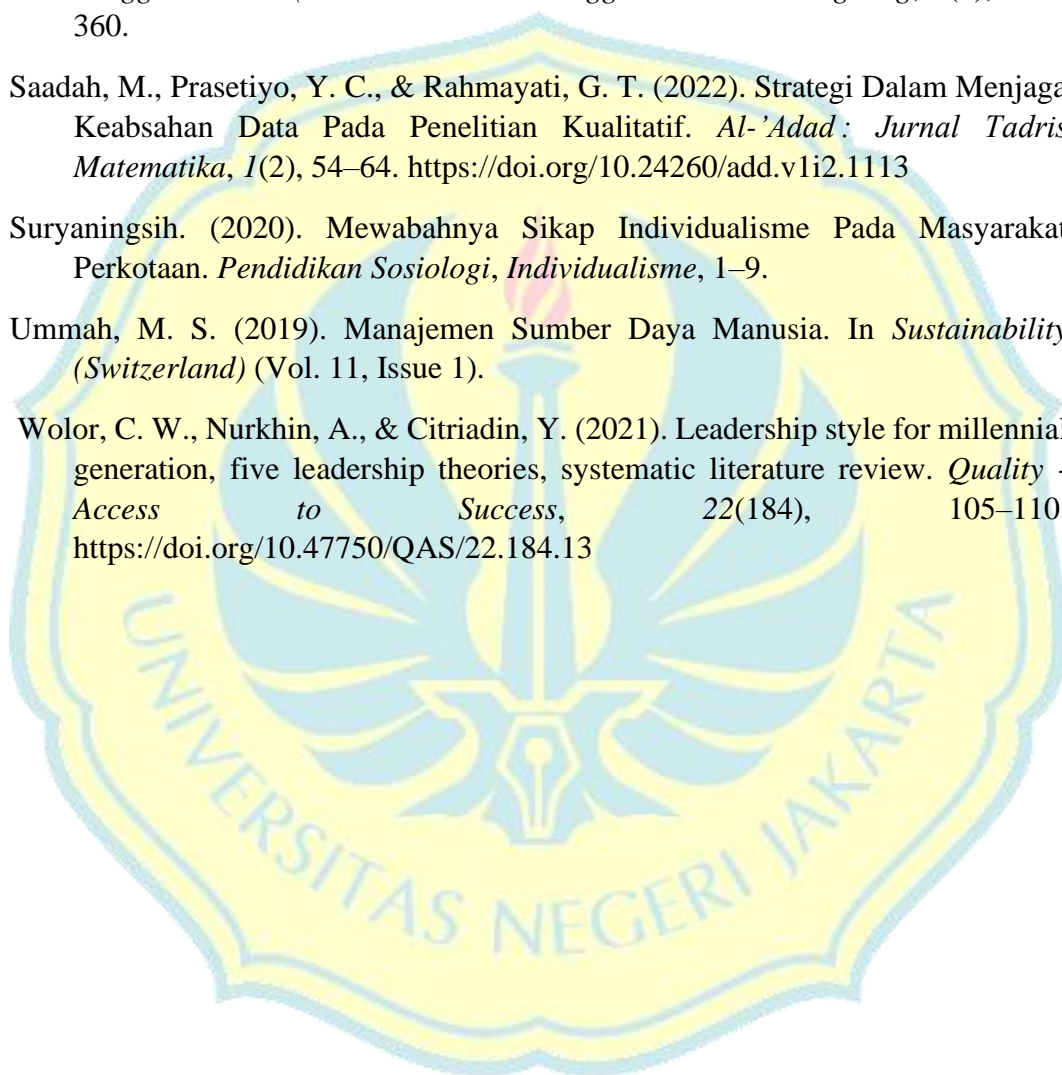 360.
Saadah, M., Prasetiyo, Y. C., & Rahmayati, G. T. (2022). Strategi Dalam Menjaga
Keabsahan Data Pada Penelitian Kualitatif. Al-’Adad : Jurnal Tadris
Matematika, 1(2), 54–64. https://doi.org/10.24260/add.v1i2.1113
Suryaningsih. (2020). Mewabahnya Sikap Individualisme Pada Masyarakat
Perkotaan. Pendidikan Sosiologi, Individualisme, 1–9.
Ummah, M. S. (2019). Manajemen Sumber Daya Manusia. In Sustainability
(Switzerland) (Vol. 11, Issue 1).
Wolor, C. W., Nurkhin, A., & Citriadin, Y. (2021). Leadership style for millennial
generation, five leadership theories, systematic literature review. Quality -
Access to Success, 22(184), 105–110
https://doi.org/10.47750/QAS/22.184.13
UNIVERSITAS NEGERI JAKARTA